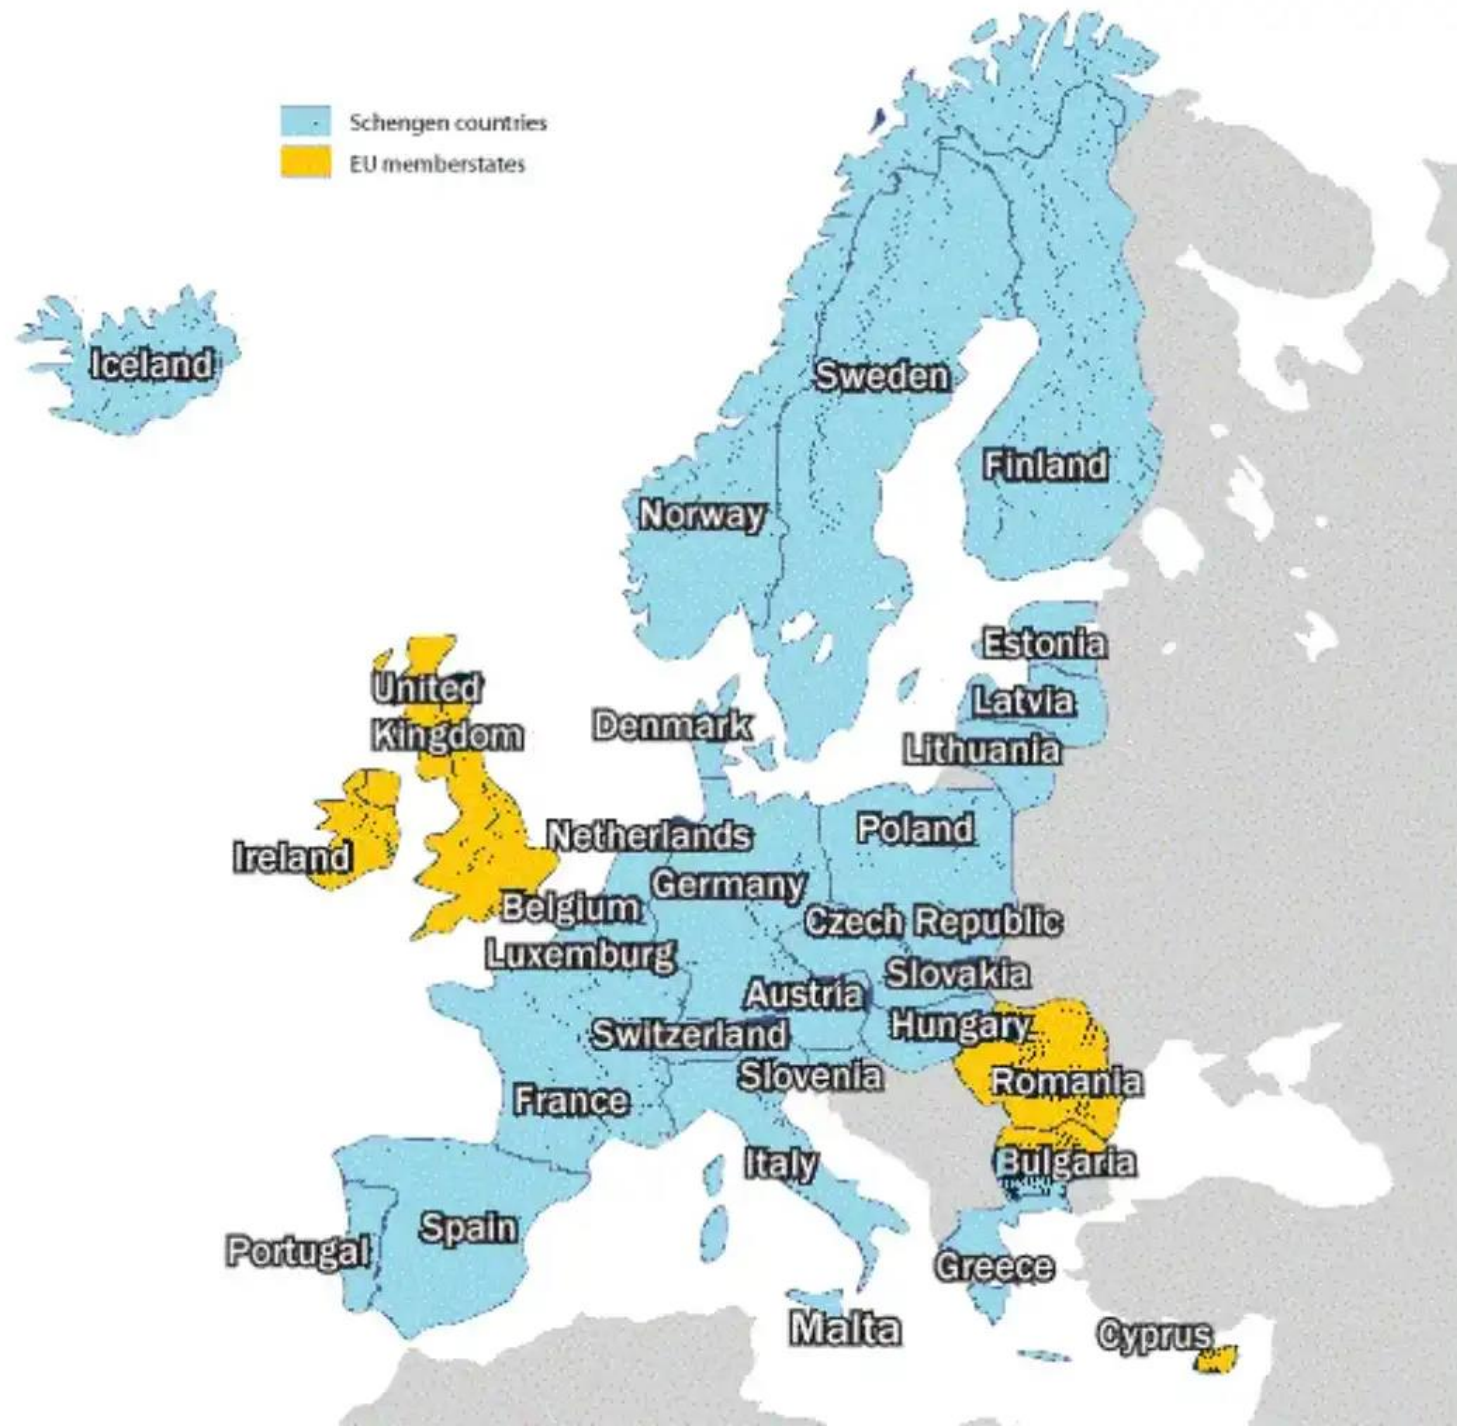 Schengen countries
EU memberstates
Iceland
Sweden
Finland
Norway
Estonia
United
Kingdom
Latvia
Denmark
Lithuania
Netherlands
Poland
Ireland
Germany
Belgium
Czech Republic
Luxemburg
Slovakia
Austria
Hungary
Switzerland
Slovenia
Romania
France
Italy
Bulgaria
Spain
Portugal
Greece
Malta
Cyprus